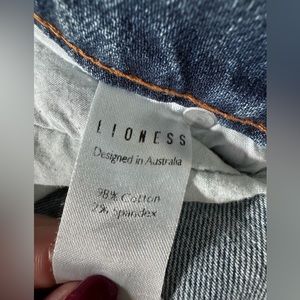 LIONESS
Designed in Australia
98% Cotton
2% Spandex